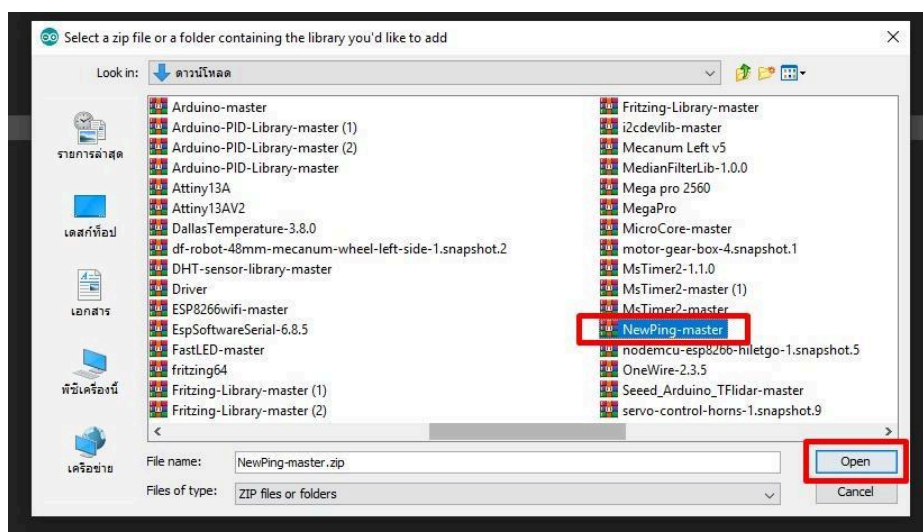 Select a zip file or a folder containing the library you'd like to add
Look in:
ดาวน์โหลด
รายการล่าสุด
เดสก์ท็อป
เอกสาร
พีซีเครื่องนี้
เครือข่าย
Arduino-master
Arduino-PID-Library-master (1)
Arduino-PID-Library-master (2)
Arduino-PID-Library-master
Attiny13A
Attiny13AV2
DallasTemperature-3.8.0
df-robot-48mm-mecanum-wheel-left-side-1.snapshot.2
DHT-sensor-library-master
Driver
ESP8266wifi-master
EspSoftwareSerial-6.8.5
FastLED-master
fritzing64
Fritzing-Library-master (1)
Fritzing-Library-master (2)
Fritzing-Library-master
i2cdevlib-master
Mecanum Left v5
MedianFilterLib-1.0.0
Mega pro 2560
MegaPro
MicroCore-master
motor-gear-box-4.snapshot.1
MsTimer2-1.1.0
MsTimer2-master (1)
MsTimer2-master
NewPing-master
nodemcu-esp8266-hiletgo-1.snapshot.5
OneWire-2.3.5
Seeed_Arduino_TFlidar-master
servo-control-horns-1.snapshot.9
File name:
NewPing-master.zip
Open
Files of type:
ZIP files or folders
Cancel